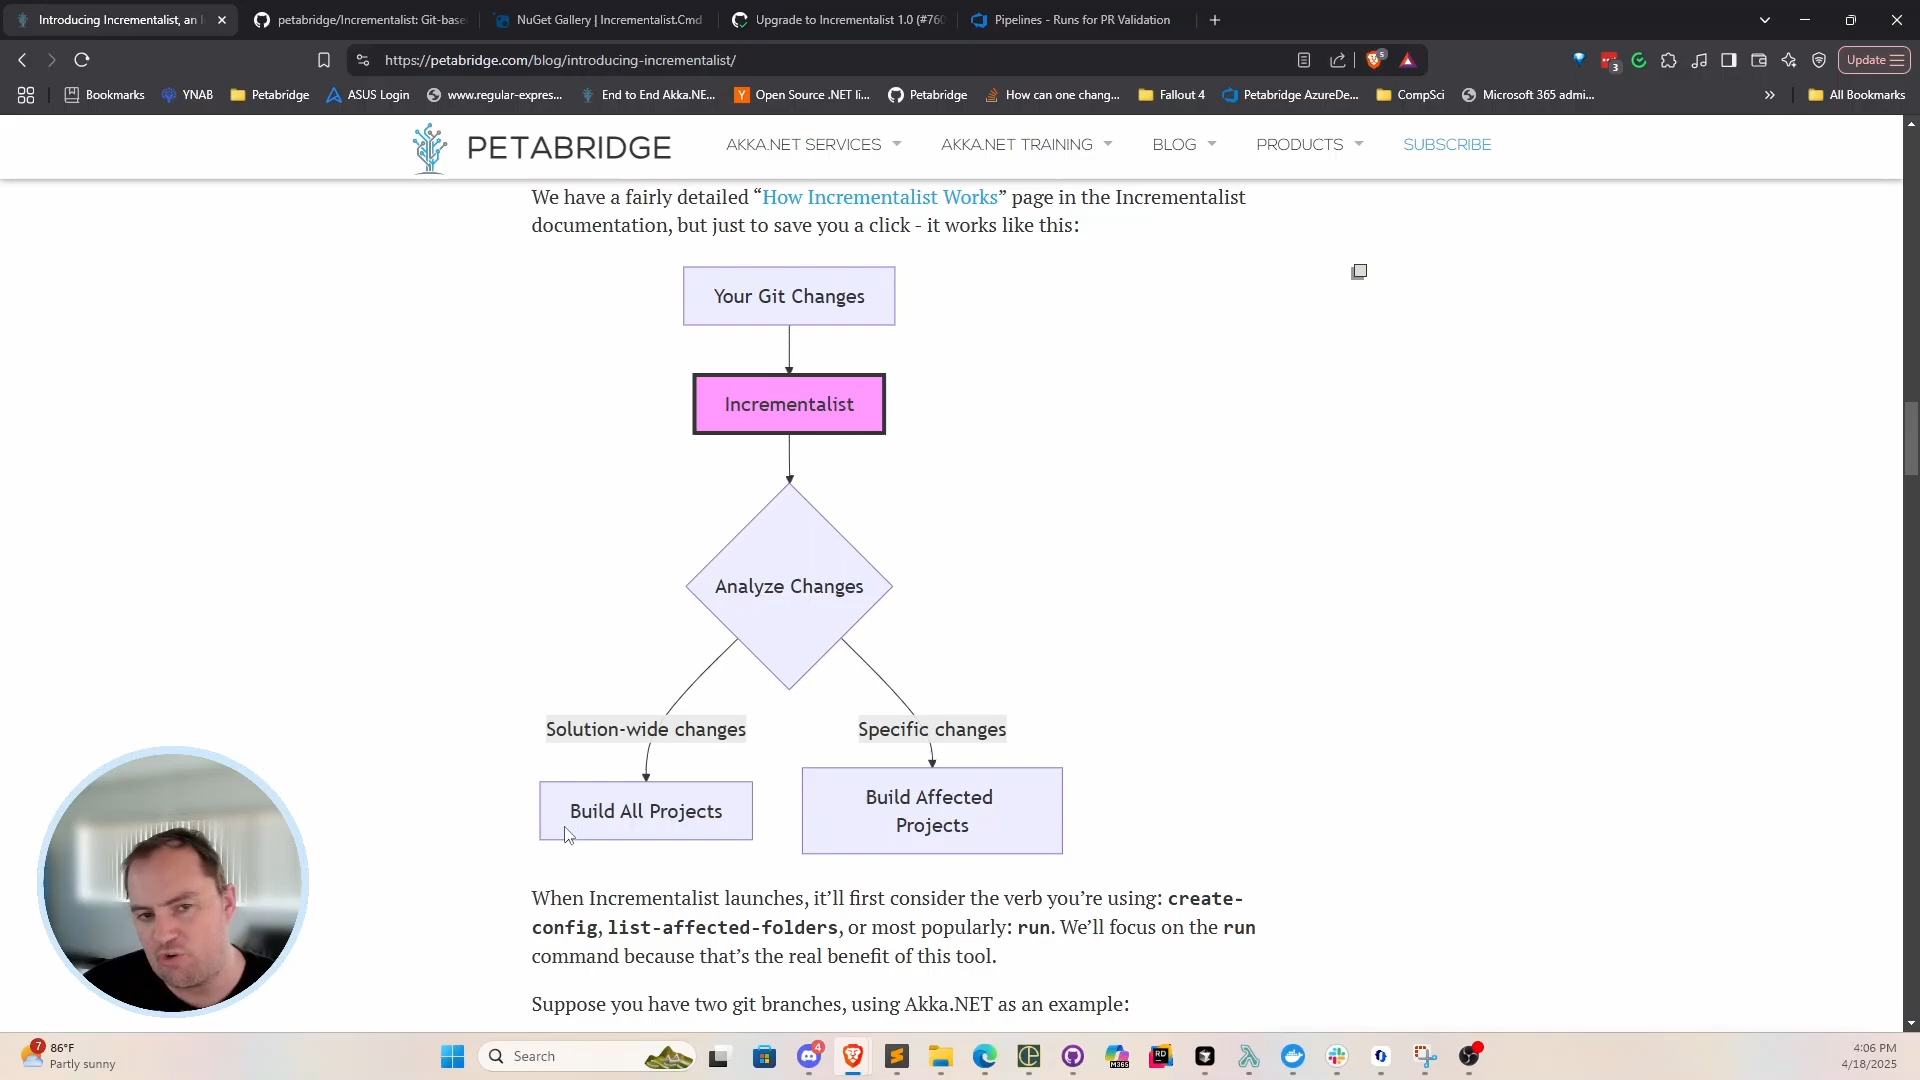 Introducing Incrementalist, an
petabridge/Incrementalist: Git-base
NuGet Gallery | Incrementalist.Cmd
Upgrade to Incrementalist 1.0 (#760
Pipelines - Runs for PR Validation
https://petabridge.com/blog/introducing-incrementalist/
5
3
Update
Bookmarks
YNAB
Petabridge
ASUS Login
www.regular-expres...
End to End Akka.NE...
Open Source .NET li...
Petabridge
How can one chang...
Fallout 4
Petabridge AzureDe...
CompSci
Microsoft 365 admi...
All Bookmarks
PETABRIDGE
AKKA.NET SERVICES
AKKA.NET TRAINING
BLOG
PRODUCTS
SUBSCRIBE
We have a fairly detailed “How Incrementalist Works” page in the Incrementalist
documentation, but just to save you a click - it works like this:
Your Git Changes
Incrementalist
Analyze Changes
Solution-wide changes
Specific changes
Build All Projects
Build Affected
Projects
When Incrementalist launches, it’ll first consider the verb you’re using: create-
config, list-affected-folders, or most popularly: run. We’ll focus on the run
command because that’s the real benefit of this tool.
Suppose you have two git branches, using Akka.NET as an example:
7
86°F
Partly sunny
Search
4
M365
RD
4:06 PM
4/18/2025